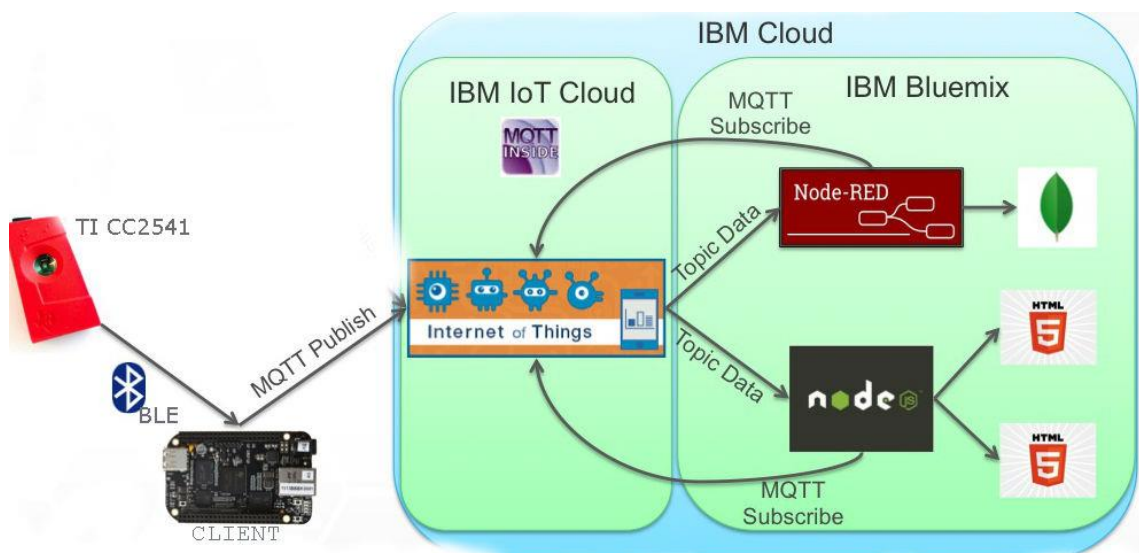 IBM Cloud
IBM IoT Cloud
IBM Bluemix
MQTT
INSIDE
MQTT
Subscribe
Node-RED
TI CC2541
Topic Data
MQTT Publish
Internet of Things
HTML
5
Topic Data
node
JS
BLE
HTML
5
MQTT
Subscribe
CLIENT